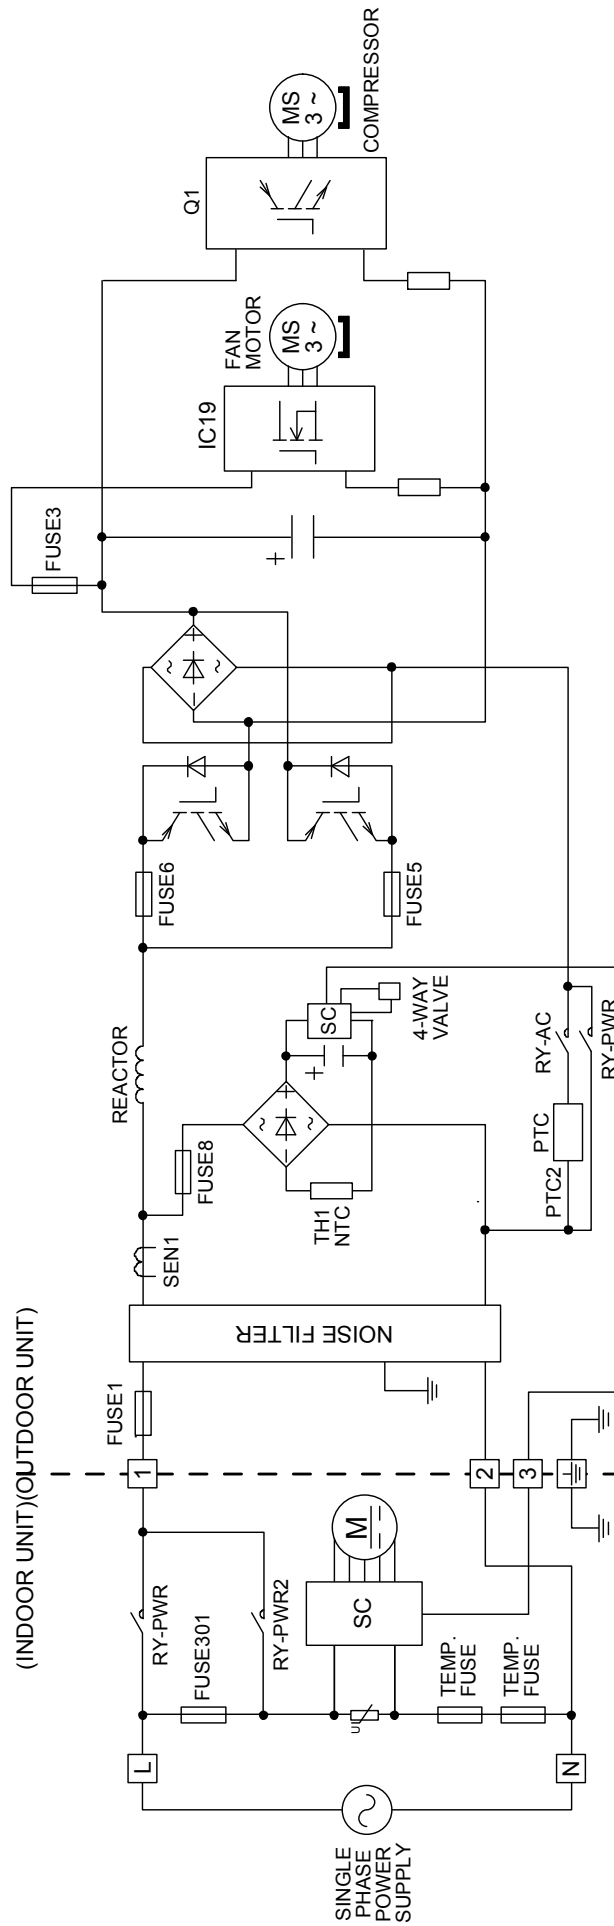 (INDOOR UNIT)(OUTDOOR UNIT)
SINGLE
PHASE
POWER
SUPPLY
L
N
RY-PWR
FUSE301
RY-PWR2
U
TEMP.
FUSE
TEMP.
FUSE
SC
M
1
2
3
FUSE1
NOISE FILTER
SEN1
FUSE8
REACTOR
TH1
NTC
+
SC
4-WAY
VALVE
PTC2
PTC
RY-AC
RY-PWR
FUSE6
FUSE5
~
+
~
−
~
+
~
−
FUSE3
+
IC19
FAN
MOTOR
MS
3 ~
Q1
MS
3 ~
COMPRESSOR